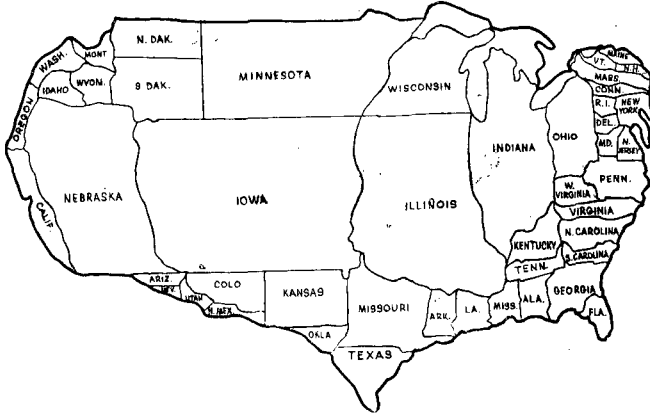 N. DAK.
S. DAK.
MINNESOTA
WISCONSIN
WASH.
MONT
IDAHO
WYOM.
OREGON
CALIF.
NEBRASKA
IOWA
ILLINOIS
INDIANA
OHIO
MAINE
VT.
N.H.
MASS.
CONN.
R.I.
NEW
YORK
DEL.
MD.
N.
JERSEY
PENN.
W.
VIRGINIA
VIRGINIA
KENTUCKY
N. CAROLINA
TENN.
S. CAROLINA
ARIZ
NEV.
UTAH
COLO
N. MEX.
KANSAS
OKLA
MISSOURI
TEXAS
ARK.
LA.
MISS.
ALA.
GEORGIA
FLA.